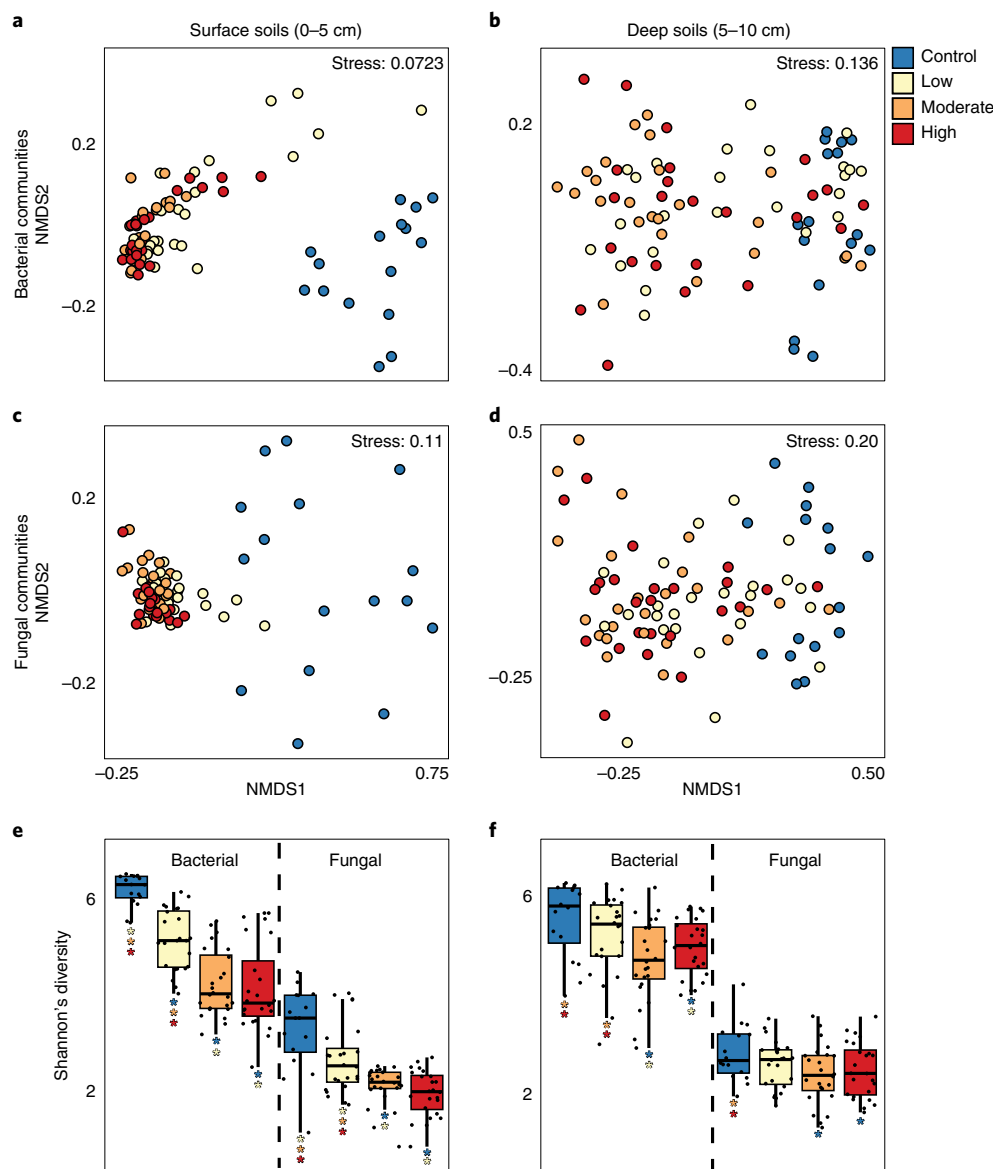 a
Surface soils (0–5 cm)
b
Deep soils (5–10 cm)
Stress: 0.0723
Stress: 0.136
Control
Low
Moderate
High
Bacterial communities
NMDS2
0.2
–0.2
0.2
–0.4
c
d
Stress: 0.11
Stress: 0.20
Fungal communities
NMDS2
0.2
–0.2
0.5
–0.25
–0.25
0.75
NMDS1
–0.25
0.50
NMDS1
e
f
Bacterial
Fungal
Bacterial
Fungal
Shannon's diversity
6
2
6
2
* * *
* * *
* *
* *
* * *
* * *
* *
* *
* *
* *
* *
* *
* *
*
*